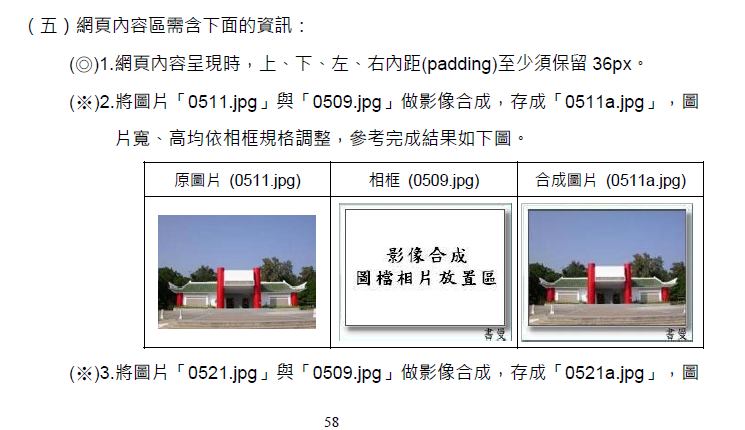 （五）網頁內容區需含下面的資訊：
(◎)1.網頁內容呈現時，上、下、左、右內距(padding)至少須保留 36px。
(※)2.將圖片「0511.jpg」與「0509.jpg」做影像合成，存成「0511a.jpg」，圖
片寬、高均依相框規格調整，參考完成結果如下圖。
原圖片 (0511.jpg) 相框 (0509.jpg) 合成圖片 (0511a.jpg)
影像合成
圖檔相片放置區
書曼 書曼
(※)3.將圖片「0521.jpg」與「0509.jpg」做影像合成，存成「0521a.jpg」，圖
58